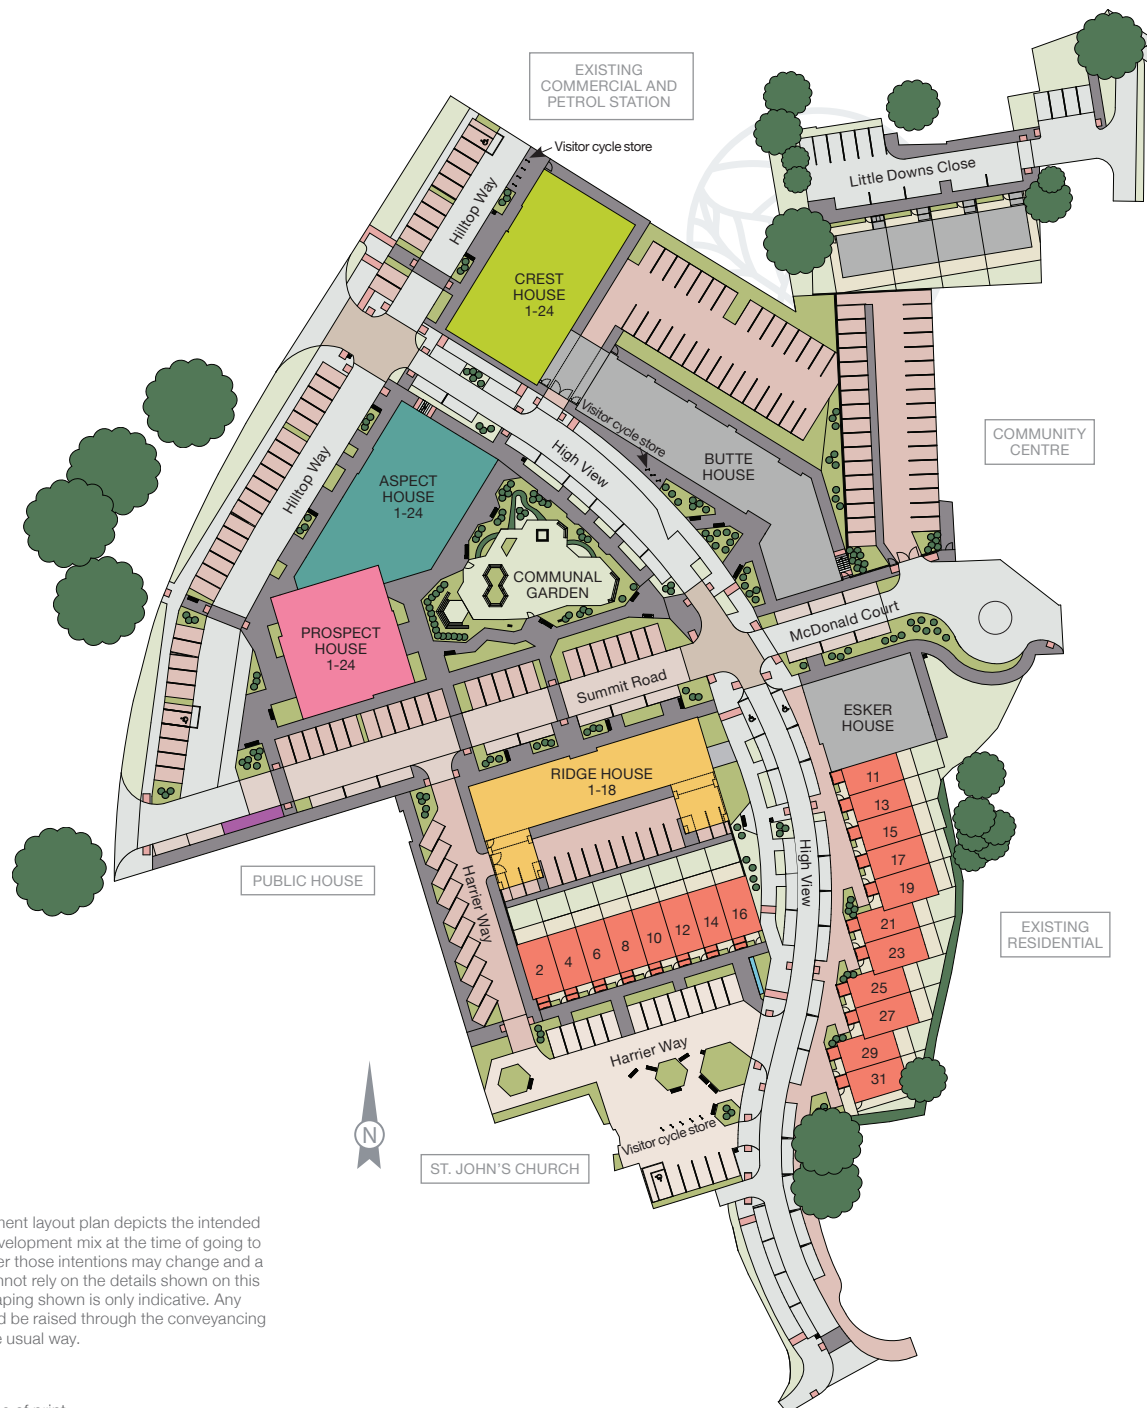 EXISTING
COMMERCIAL AND
PETROL STATION
Visitor cycle store
Little Downs Close
Hilltop Way
CREST
HOUSE
1-24
Visitor cycle store
High View
BUTTE
HOUSE
COMMUNITY
CENTRE
Hilltop Way
ASPECT
HOUSE
1-24
COMMUNAL
GARDEN
McDonald Court
PROSPECT
HOUSE
1-24
Summit Road
ESKER
HOUSE
RIDGE HOUSE
1-18
11
13
15
17
19
21
23
25
27
29
31
High View
PUBLIC HOUSE
Harrier Way
2
4
6
8
10
12
14
16
EXISTING
RESIDENTIAL
Harrier Way
N
Visitor cycle store
ST. JOHN'S CHURCH
ment layout plan depicts the intended
velopment mix at the time of going to
er those intentions may change and a
nnot rely on the details shown on this
aping shown is only indicative. Any
d be raised through the conveyancing
e usual way.